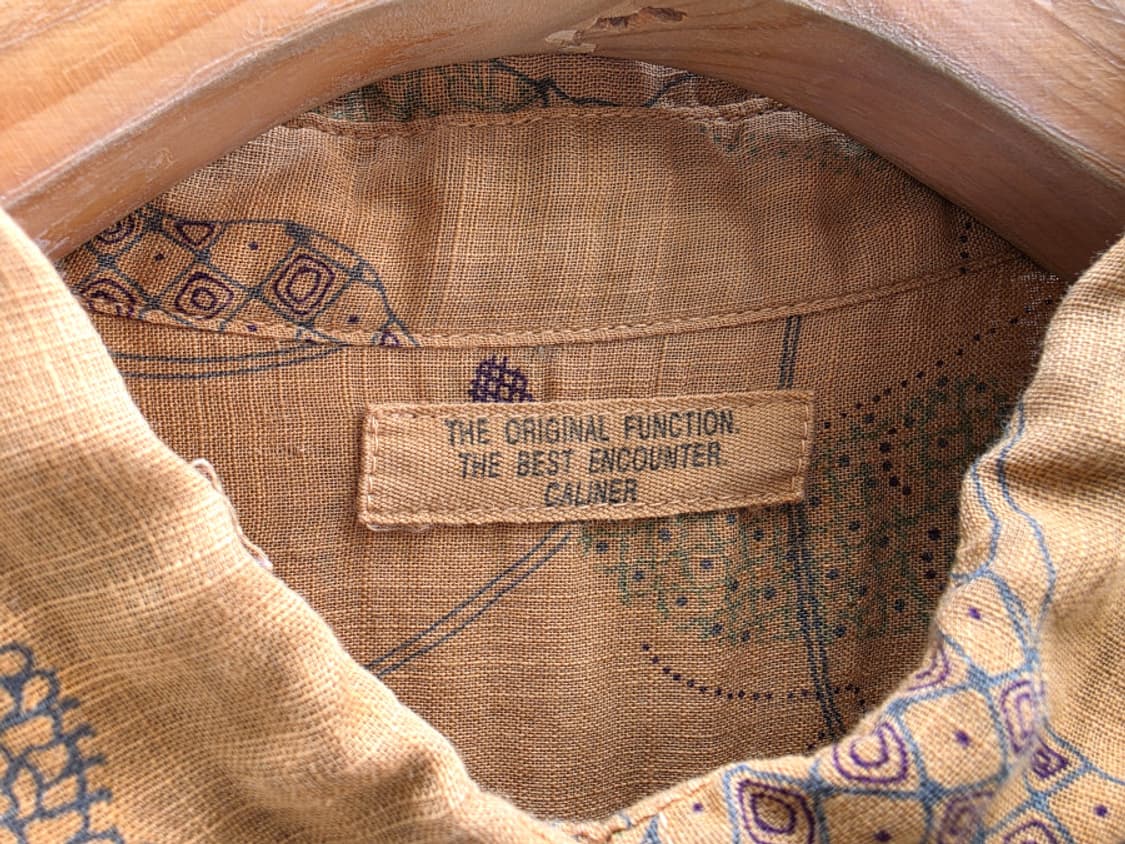 THE ORIGINAL FUNCTION.
THE BEST ENCOUNTER.
CALINER